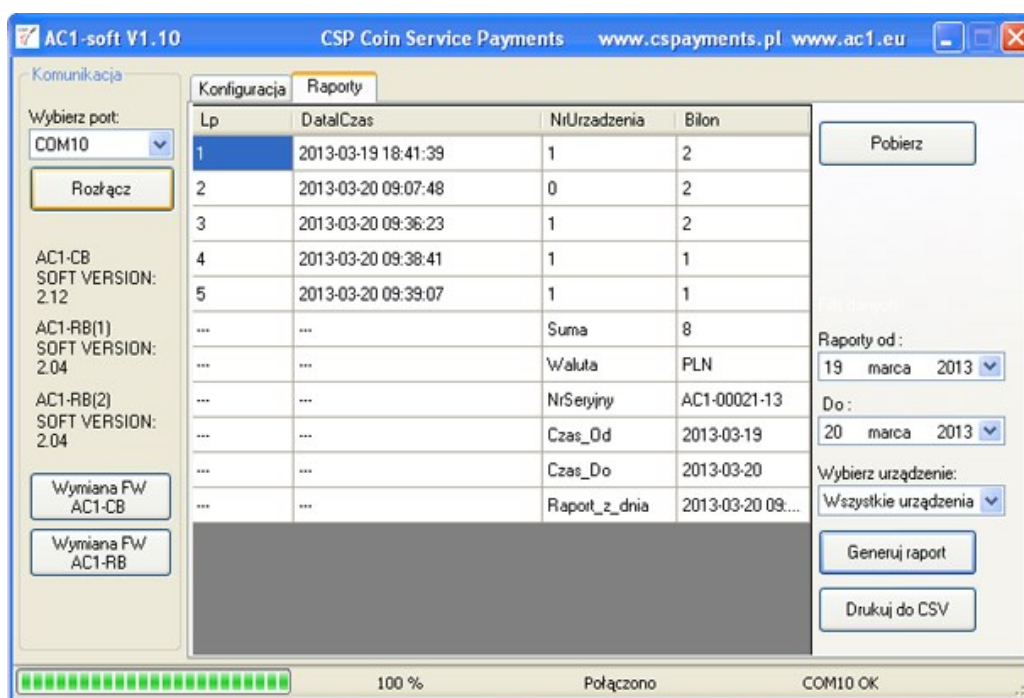 AC1-soft V1.10 CSP Coin Service Payments www.cspayments.pl www.ac1.eu
Komunikacja
Wybierz port:
COM10
Rozłącz
AC1-CB
SOFT VERSION:
2.12
AC1-RB(1)
SOFT VERSION:
2.04
AC1-RB(2)
SOFT VERSION:
2.04
Wymiana FW
AC1-CB
Wymiana FW
AC1-RB
Konfiguracja Raporty
Lp DataICzas NrUrzadzenia Bilon
1 2013-03-19 18:41:39 1 2
2 2013-03-20 09:07:48 0 2
3 2013-03-20 09:36:23 1 2
4 2013-03-20 09:38:41 1 1
5 2013-03-20 09:39:07 1 1
--- --- Suma 8
--- --- Waluta PLN
--- --- NrSeryjny AC1-00021-13
--- --- Czas_Od 2013-03-19
--- --- Czas_Do 2013-03-20
--- --- Raport_z_dnia 2013-03-20 09:...
Pobierz
Raporty od :
19 marca 2013
Do :
20 marca 2013
Wybierz urządzenie:
Wszystkie urządzenia
Generuj raport
Drukuj do CSV
100 % Połączono COM10 OK